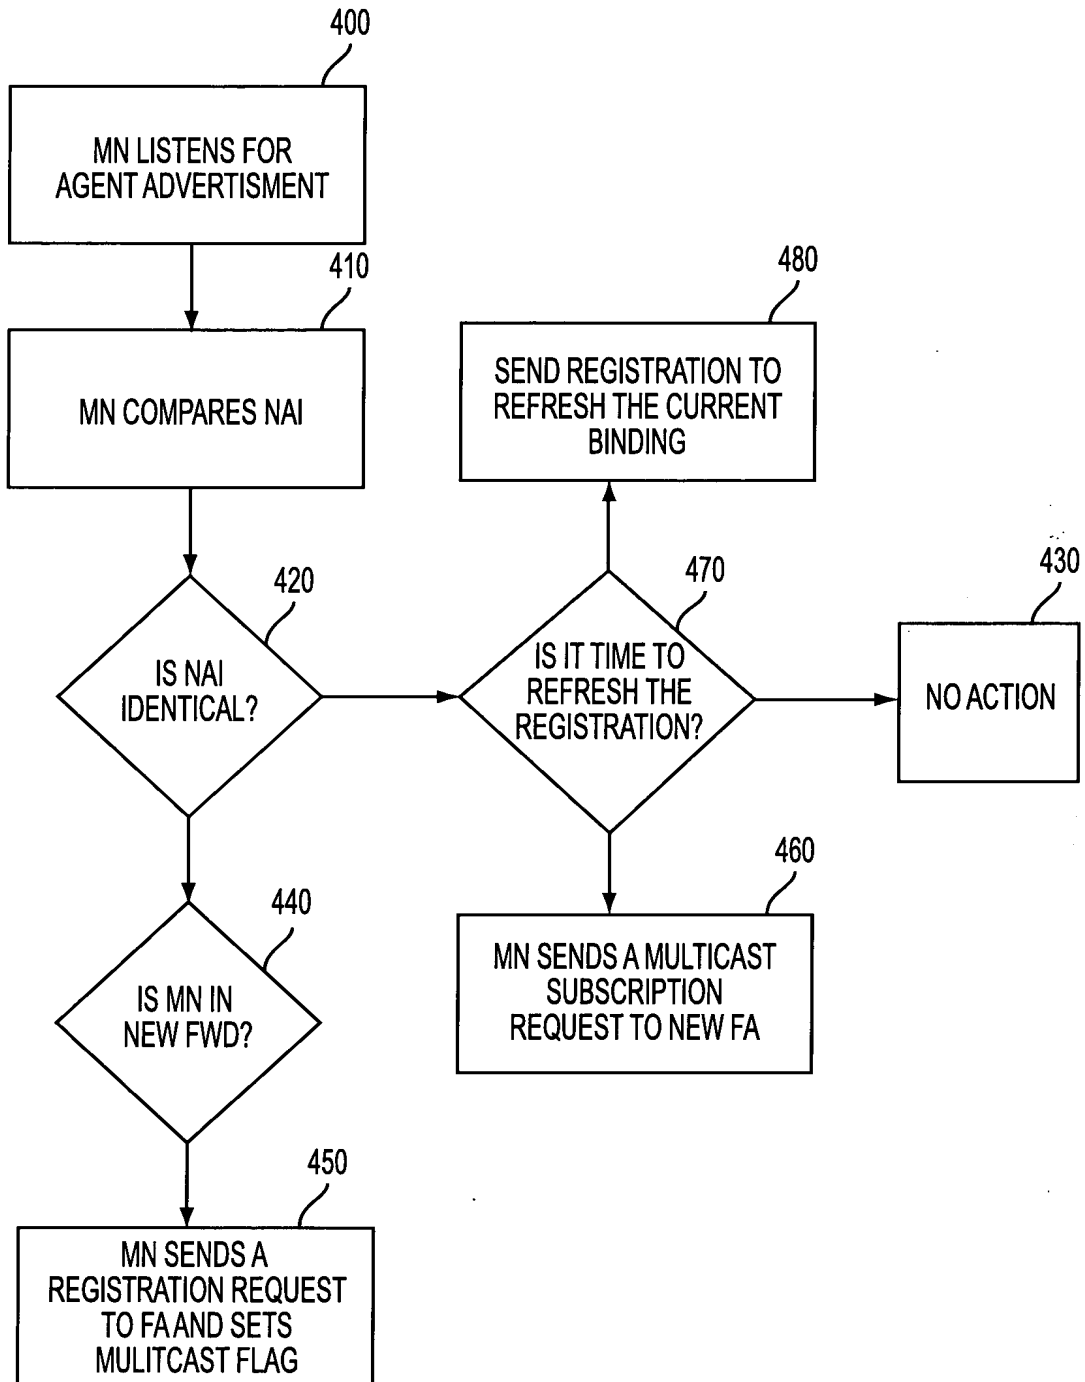 400
MN LISTENS FOR
AGENT ADVERTISMENT
410
MN COMPARES NAI
480
SEND REGISTRATION TO
REFRESH THE CURRENT
BINDING
420
IS NAI
IDENTICAL?
470
IS IT TIME TO
REFRESH THE
REGISTRATION?
430
NO ACTION
440
IS MN IN
NEW FWD?
460
MN SENDS A MULTICAST
SUBSCRIPTION
REQUEST TO NEW FA
450
MN SENDS A
REGISTRATION REQUEST
TO FA AND SETS
MULITCAST FLAG